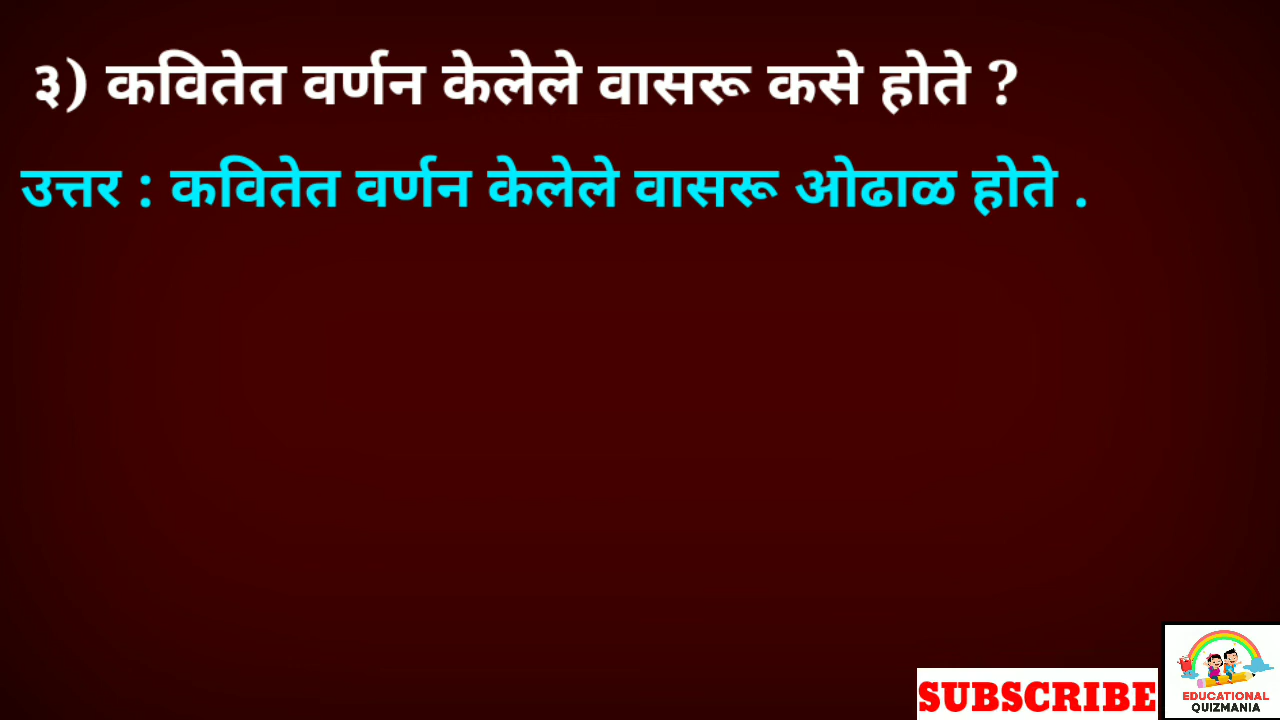 ३) कवितेत वर्णन केलेले वासरू कसे होते ?
उत्तर : कवितेत वर्णन केलेले वासरू ओढाळ होते .
SUBSCRIBE
EDUCATIONAL
QUIZMANIA